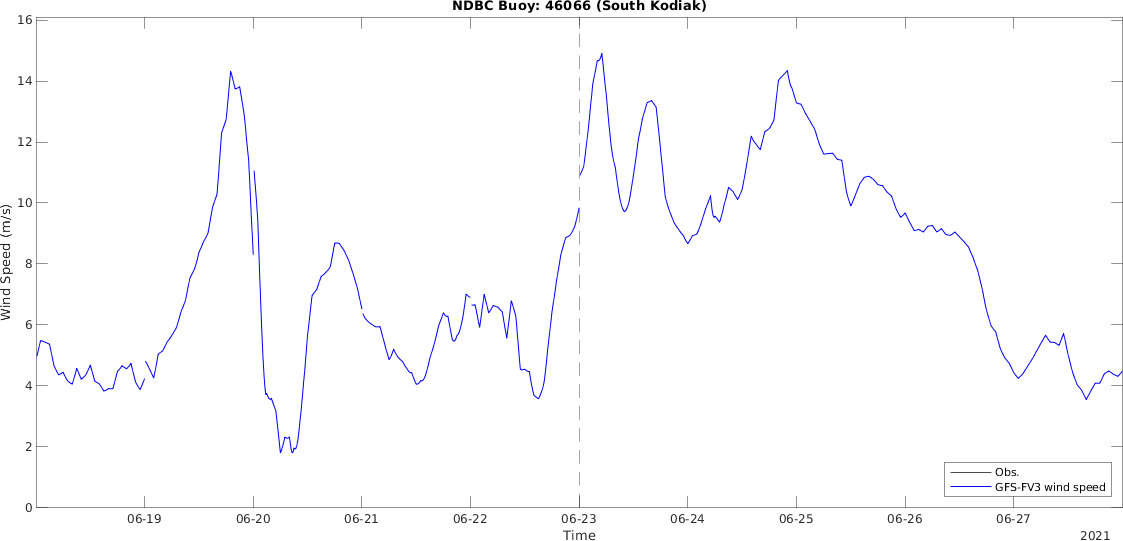 NDBC Buoy: 46066 (South Kodiak)
16
14
12
10
8
6
4
2
0
Wind Speed (m/s)
06-19 06-20 06-21 06-22 06-23 06-24 06-25 06-26 06-27
Time
2021
Obs.
GFS-FV3 wind speed